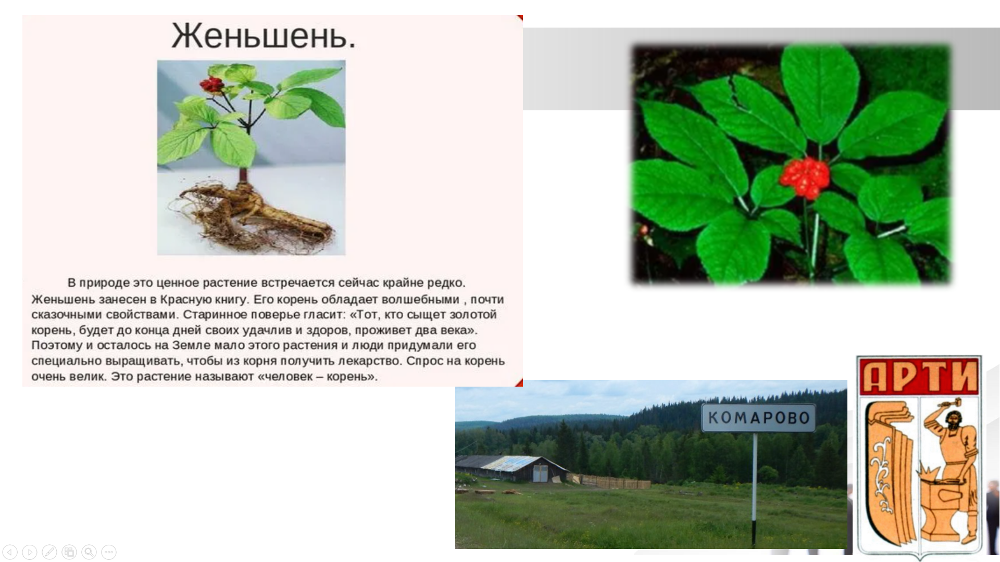 Женьшень.
В природе это ценное растение встречается сейчас крайне редко.
Женьшень занесен в Красную книгу. Его корень обладает волшебными , почти
сказочными свойствами. Старинное поверье гласит: «Тот, кто сыщет золотой
корень, будет до конца дней своих удачлив и здоров, проживет два века».
Поэтому и осталось на Земле мало этого растения и люди придумали его
специально выращивать, чтобы из корня получить лекарство. Спрос на корень
очень велик. Это растение называют «человек – корень».
КОМАРОВО
АРТИ